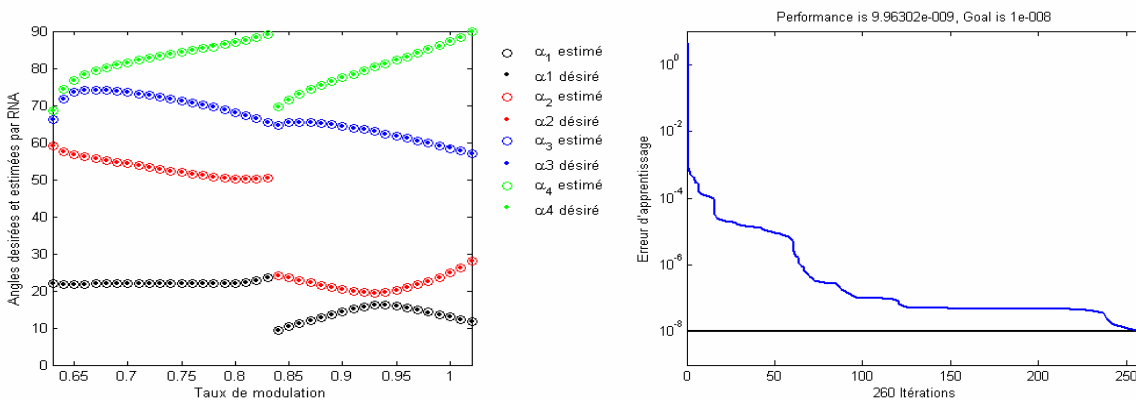 Performance is 9.96302e-009, Goal is 1e-008
Angles desirées et estimées par RNA
90
80
70
60
50
40
30
20
10
0
0.65
0.7
0.75
0.8
0.85
0.9
0.95
1
Taux de modulation
α1 estimé
α1 désiré
α2 estimé
α2 désiré
α3 estimé
α3 désiré
α4 estimé
α4 désiré
Erreur d'apprentissage
10^0
10^-2
10^-4
10^-6
10^-8
0
50
100
150
200
250
260 Itérations